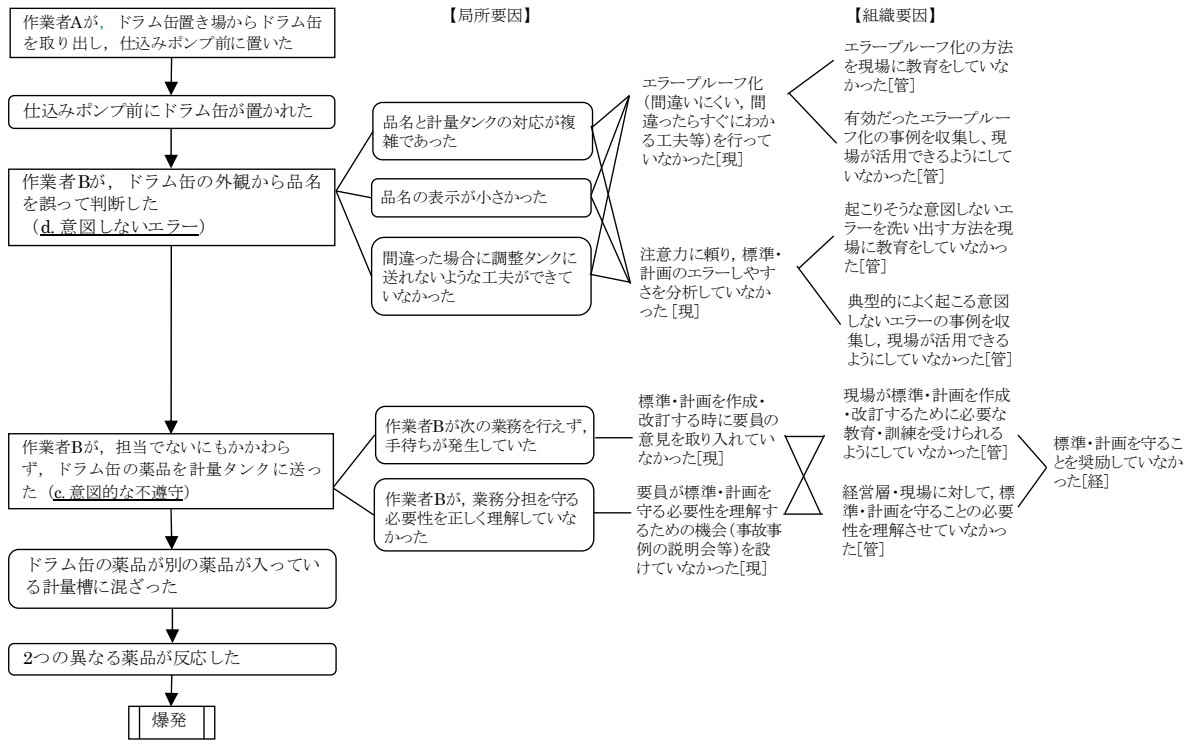 作業者Aが，ドラム缶置き場からドラム缶
を取り出し，仕込みポンプ前に置いた
仕込みポンプ前にドラム缶が置かれた
作業者Bが，ドラム缶の外観から品名
を誤って判断した
（d. 意図しないエラー）
作業者Bが，担当でないにもかかわら
ず，ドラム缶の薬品を計量タンクに送っ
た（c. 意図的な不遵守）
ドラム缶の薬品が別の薬品が入ってい
る計量槽に混ざった
2つの異なる薬品が反応した
爆発
【局所要因】
品名と計量タンクの対応が複
雑であった
品名の表示が小さかった
間違った場合に調整タンクに
送れないような工夫ができて
いなかった
作業者Bが次の業務を行えず，
手待ちが発生していた
作業者Bが，業務分担を守る
必要性を正しく理解していな
かった
エラープルーフ化
（間違いにくい，間
違ったらすぐにわか
る工夫等）を行って
いなかった[現]
注意力に頼り，標準・
計画のエラーしやす
さを分析していなか
った[現]
標準・計画を作成・
改訂する時に要員の
意見を取り入れてい
なかった[現]
要員が標準・計画を
守る必要性を理解す
るための機会（事故事
例の説明会等）を設
けていなかった[現]
【組織要因】
エラープルーフ化の方法
を現場に教育をしていな
かった[管]
有効だったエラープルー
フ化の事例を収集し、現
場が活用できるようにして
いなかった[管]
起こりそうな意図しないエ
ラーを洗い出す方法を現
場に教育をしていなかっ
た[管]
典型的によく起こる意図
しないエラーの事例を収
集し，現場が活用できる
ようにしていなかった[管]
現場が標準・計画を作成
・改訂するために必要な
教育・訓練を受けられる
ようにしていなかった[管]
経営層・現場に対して，標
準・計画を守ることの必要
性を理解させていなかっ
た[管]
標準・計画を守るこ
とを奨励していなか
った[経]